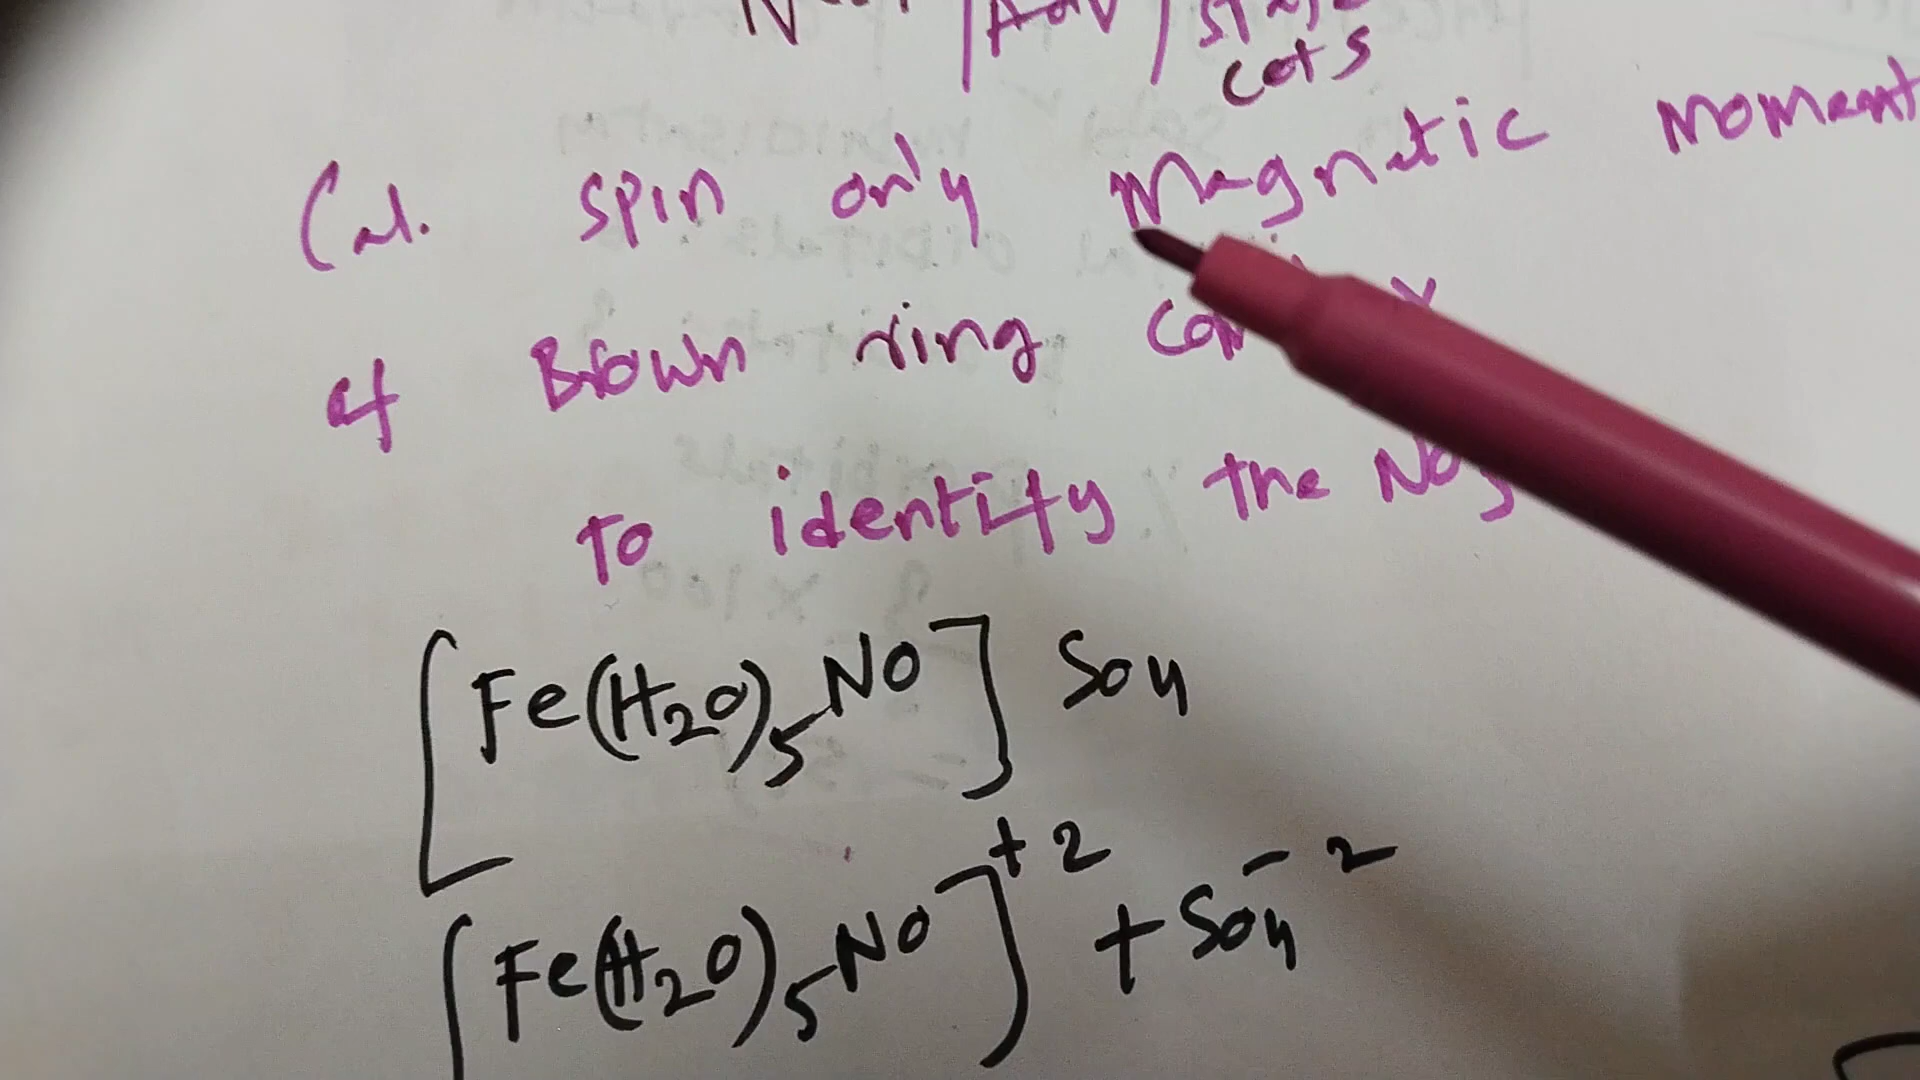 Cal. spin only Magnetic moment
of Brown ring
to identify the NO3
[Fe(H2O)5NO] SO4
[Fe(H2O)5NO]+2 + SO4-2